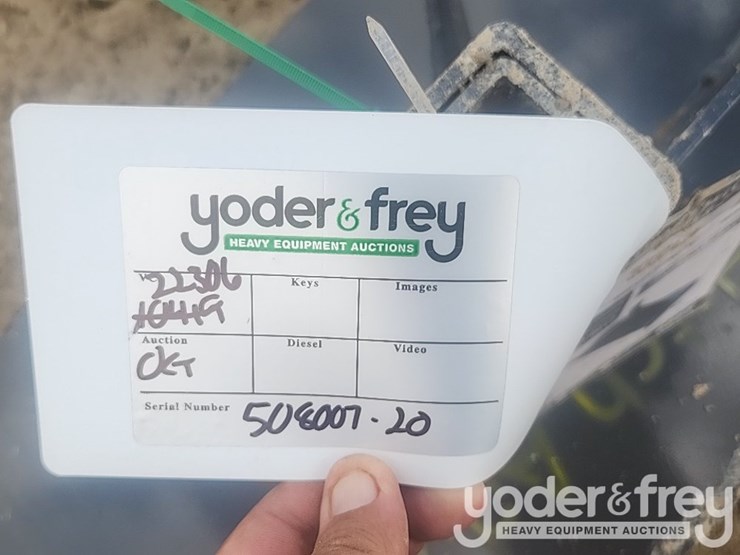 yoder & frey
HEAVY EQUIPMENT AUCTIONS
22306
Keys
Images
Auction
Diesel
Video
OKT
Serial Number 508007-20
yoder & frey
HEAVY EQUIPMENT AUCTIONS